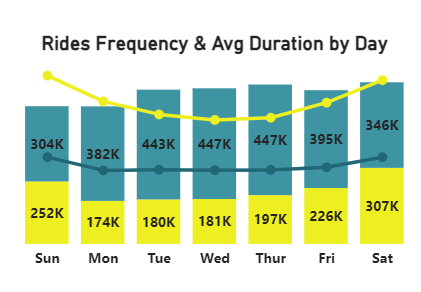 Rides Frequency & Avg Duration by Day
304K 382K 443K 447K 447K 395K 346K
252K 174K 180K 181K 197K 226K 307K
Sun Mon Tue Wed Thur Fri Sat